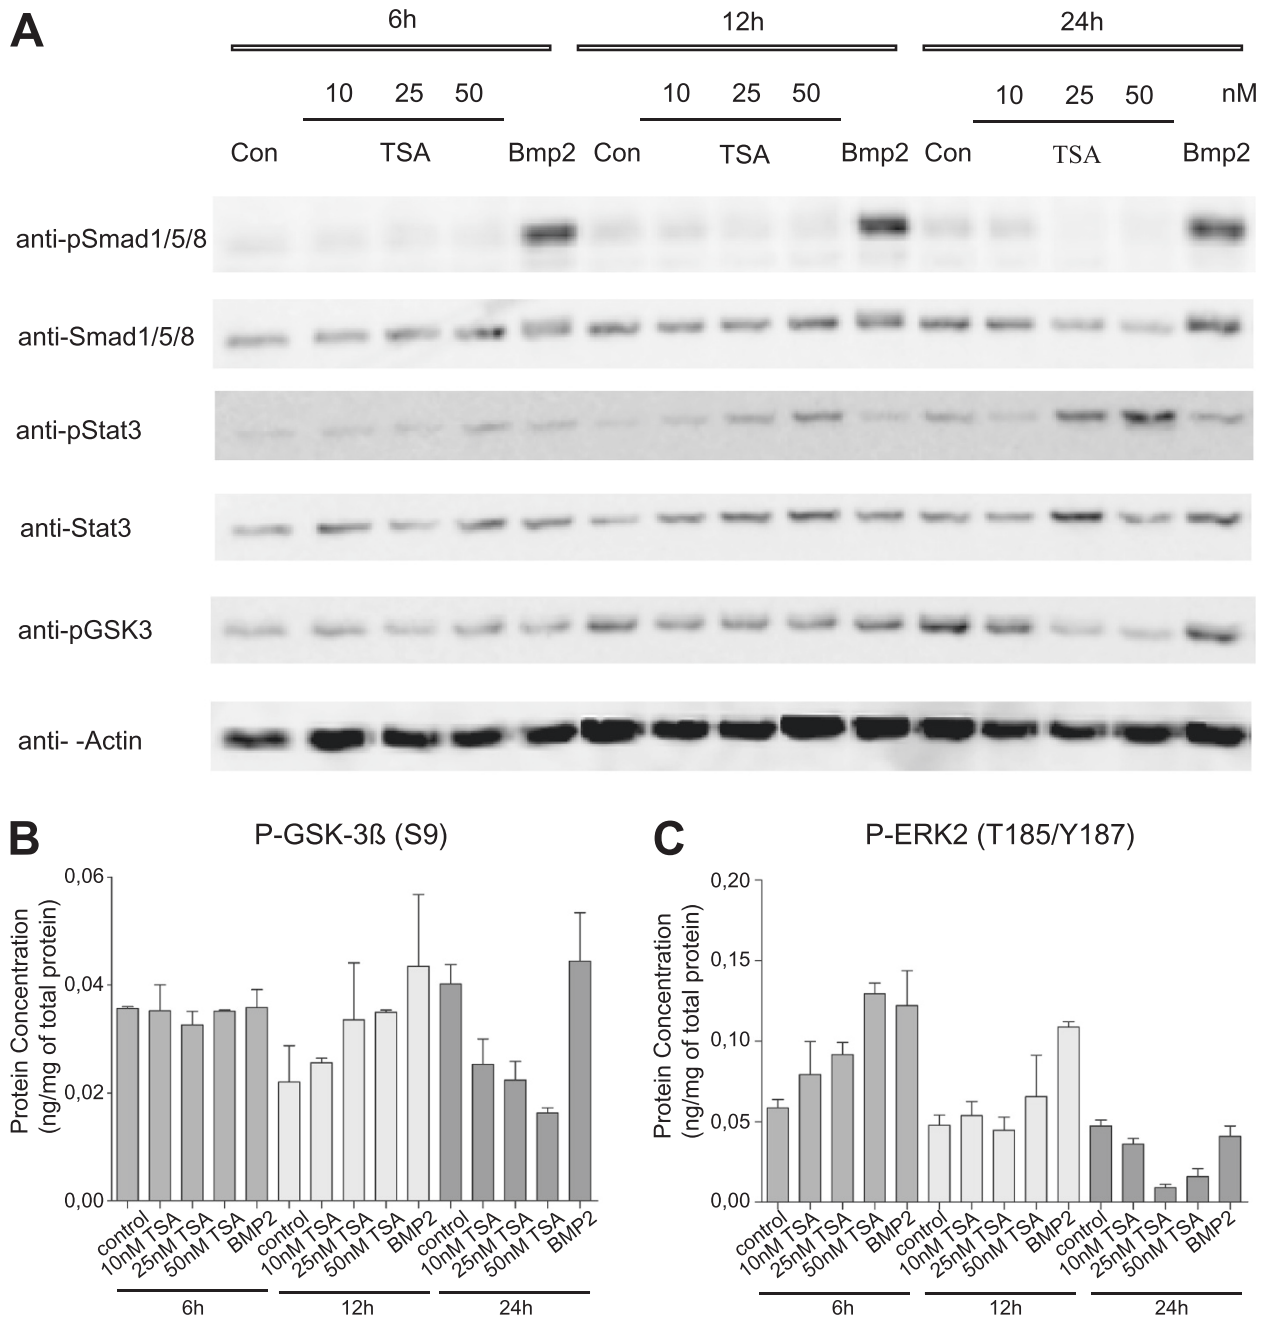 A
6h 12h 24h
10 25 50 10 25 50 10 25 50 nM
Con TSA Bmp2 Con TSA Bmp2 Con TSA Bmp2
anti-pSmad1/5/8
anti-Smad1/5/8
anti-pStat3
anti-Stat3
anti-pGSK3
anti- -Actin
B
P-GSK-3ß (S9)
Protein Concentration
(ng/mg of total protein)
0,06
0,04
0,02
0,00
control 10nM TSA 25nM TSA 50nM TSA BMP2 control 10nM TSA 25nM TSA 50nM TSA BMP2 control 10nM TSA 25nM TSA 50nM TSA BMP2
6h 12h 24h
C
P-ERK2 (T185/Y187)
Protein Concentration
(ng/mg of total protein)
0,20
0,15
0,10
0,05
0,00
control 10nM TSA 25nM TSA 50nM TSA BMP2 control 10nM TSA 25nM TSA 50nM TSA BMP2 control 10nM TSA 25nM TSA 50nM TSA BMP2
6h 12h 24h